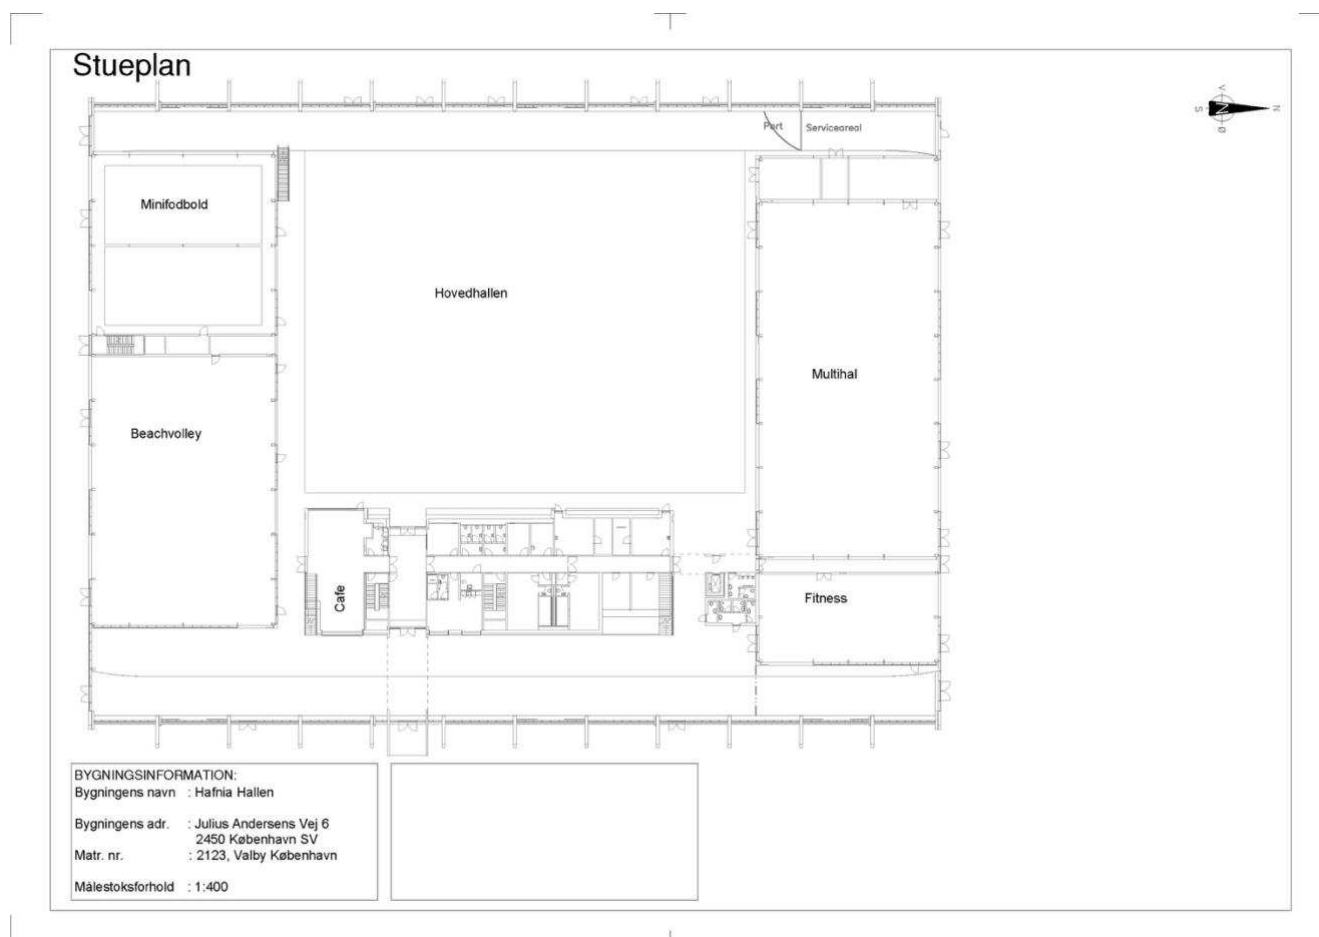 Stueplan
V
S
N
N
Ø
Port
Serviceareal
Minifodbold
Hovedhallen
Multihal
Beachvolley
Cafe
Fitness
BYGNINGSINFORMATION:
Bygningens navn : Hafnia Hallen
Bygningens adr. : Julius Andersens Vej 6
2450 København SV
Matr. nr. : 2123, Valby København
Målestoksforhold : 1:400